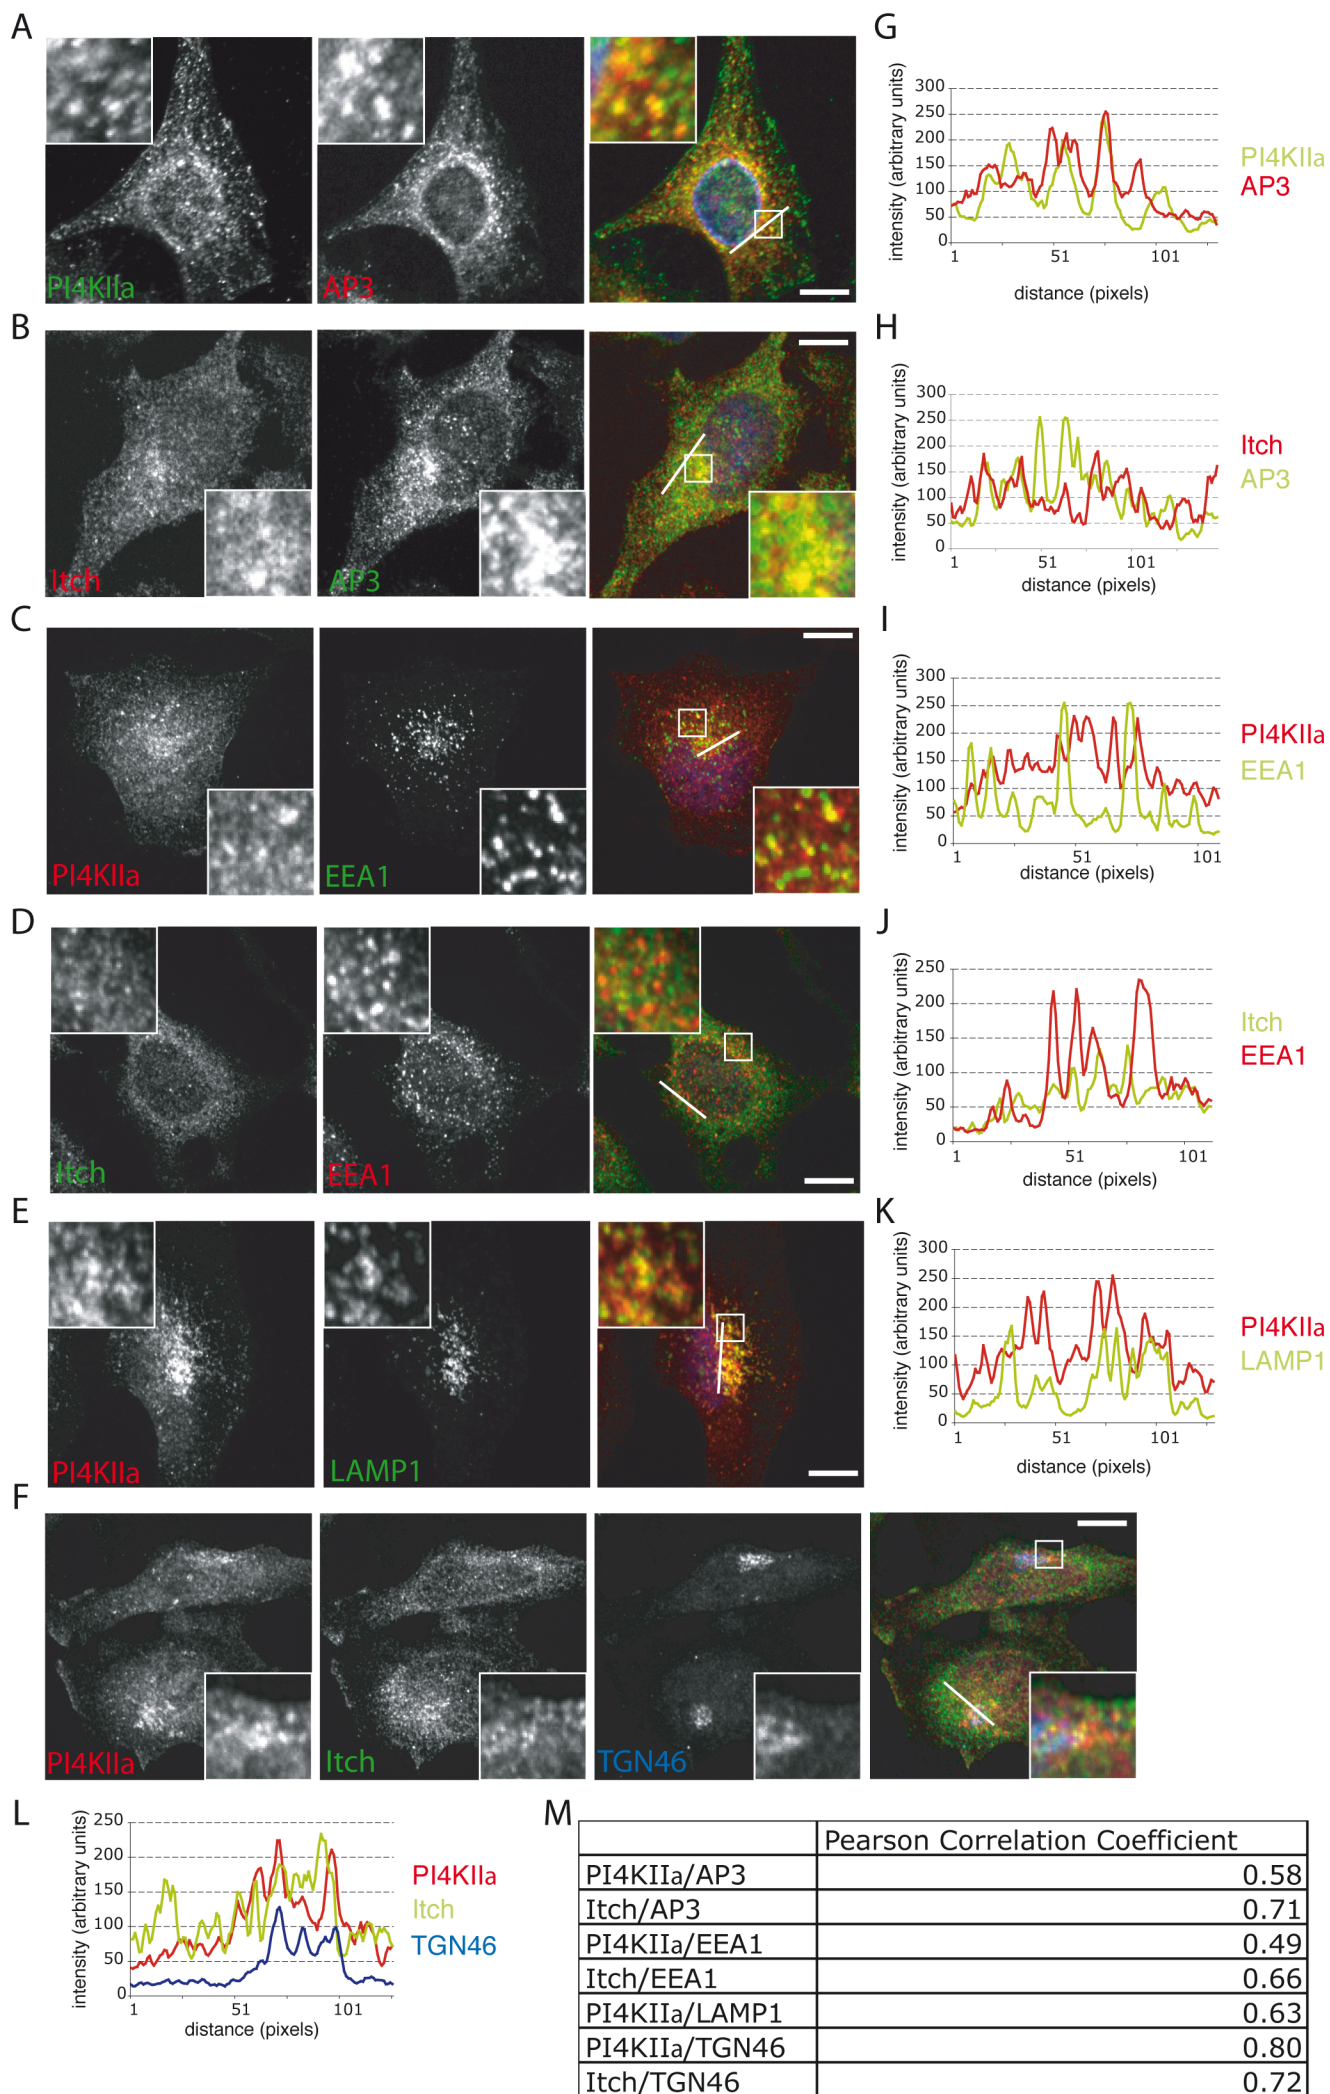 A
PI4KIIa
AP3
G
300
250
200
150
100
50
0
intensity (arbitrary units)
1 51 101
distance (pixels)
PI4KIIa
AP3
B
Itch
AP3
H
300
250
200
150
100
50
0
intensity (arbitrary units)
1 51 101
distance (pixels)
Itch
AP3
C
PI4KIIa
EEA1
I
300
250
200
150
100
50
0
intensity (arbitrary units)
1 51 101
distance (pixels)
PI4KIIa
EEA1
D
Itch
EEA1
J
250
200
150
100
50
0
intensity (arbitrary units)
1 51 101
distance (pixels)
Itch
EEA1
E
PI4KIIa
LAMP1
K
300
250
200
150
100
50
0
intensity (arbitrary units)
1 51 101
distance (pixels)
PI4KIIa
LAMP1
F
PI4KIIa
Itch
TGN46
L
250
200
150
100
50
0
intensity (arbitrary units)
1 51 101
distance (pixels)
PI4KIIa
Itch
TGN46
M
Pearson Correlation Coefficient
PI4KIIa/AP3 0.58
Itch/AP3 0.71
PI4KIIa/EEA1 0.49
Itch/EEA1 0.66
PI4KIIa/LAMP1 0.63
PI4KIIa/TGN46 0.80
Itch/TGN46 0.72